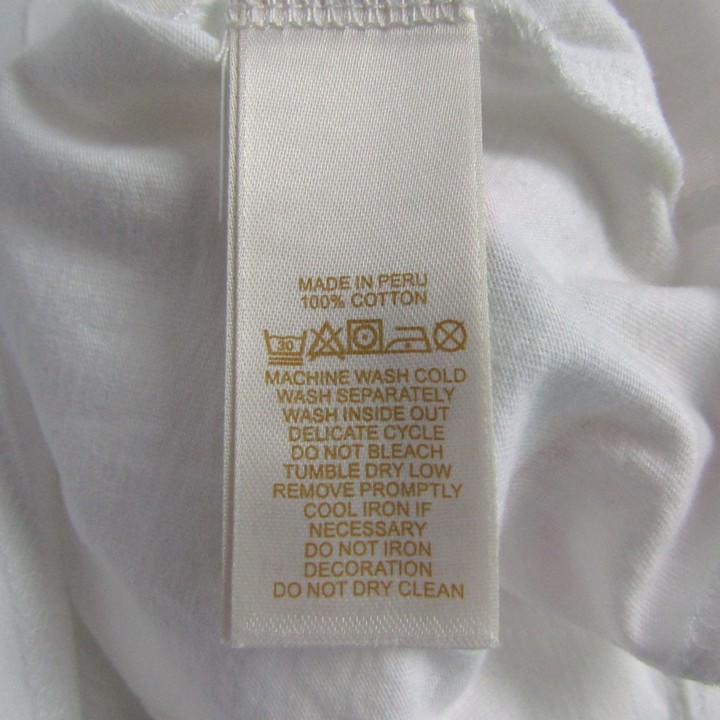 MADE IN PERU
100% COTTON
30
MACHINE WASH COLD
WASH SEPARATELY
WASH INSIDE OUT
DELICATE CYCLE
DO NOT BLEACH
TUMBLE DRY LOW
REMOVE PROMPTLY
COOL IRON IF
NECESSARY
DO NOT IRON
DECORATION
DO NOT DRY CLEAN